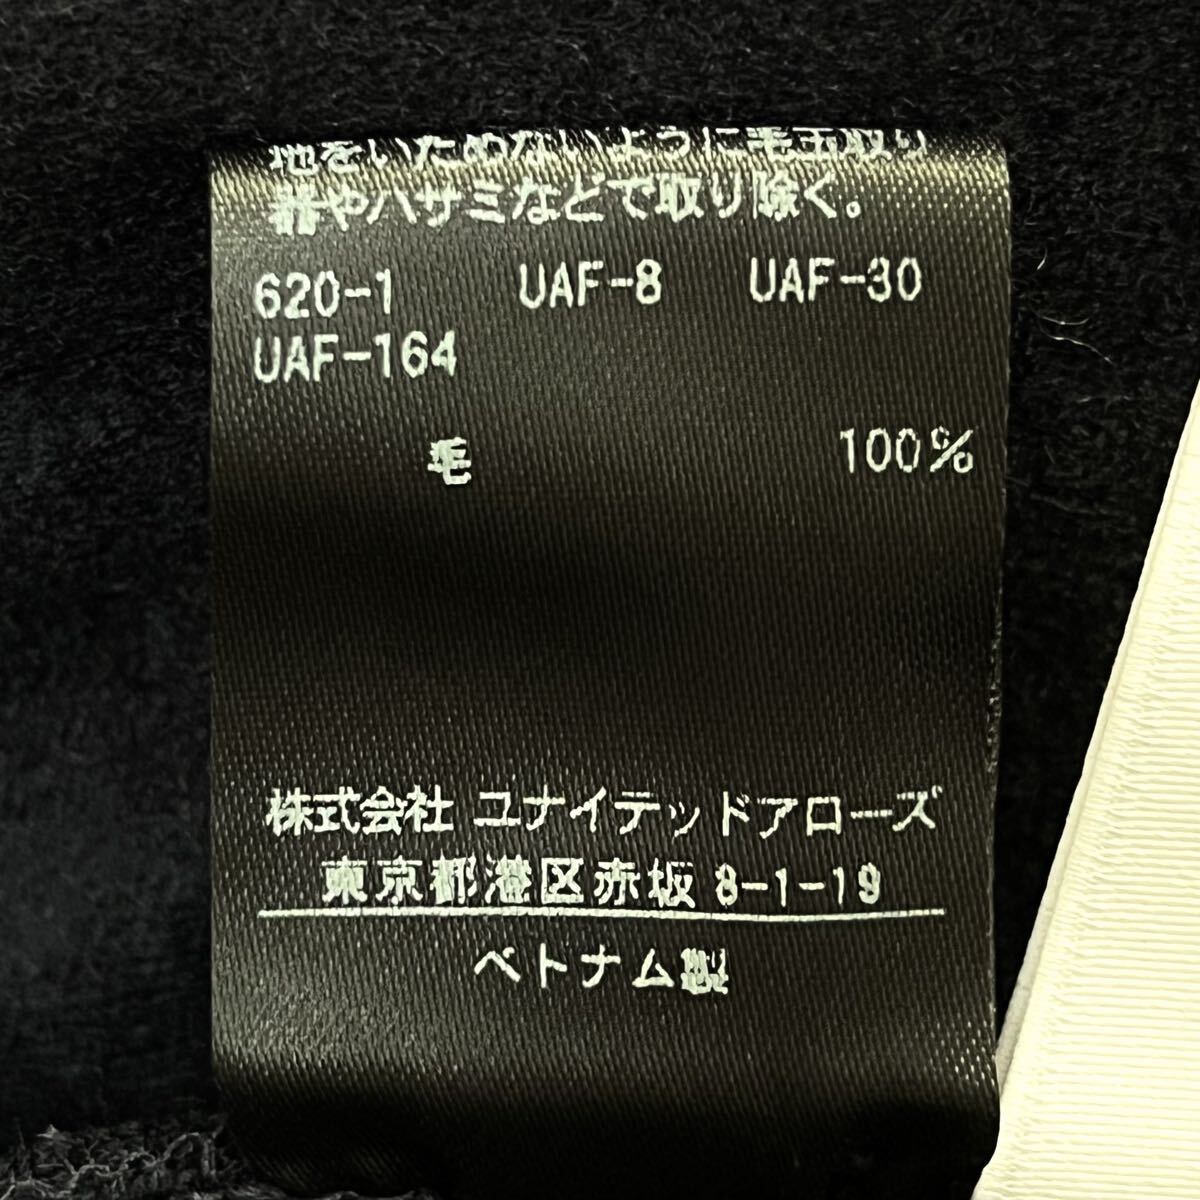 地をいためないように毛玉取り
器やハサミなどで取り除く。
620-1 UAF-8 UAF-30
UAF-164
毛 100%
株式会社 ユナイテッドアローズ
東京都港区赤坂 8-1-19
ベトナム製